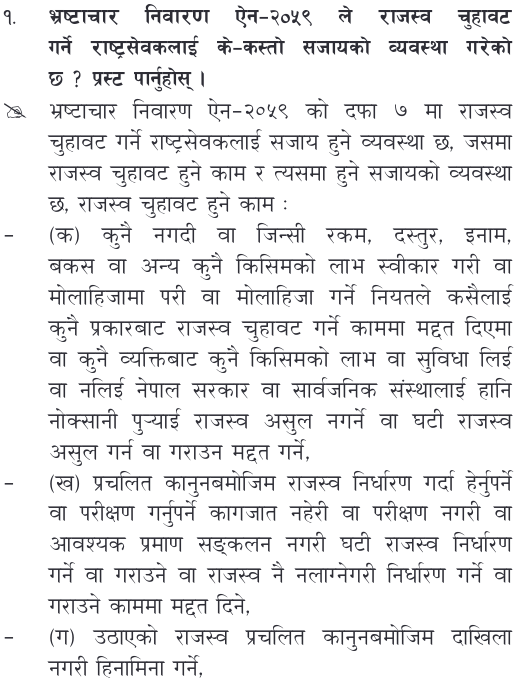 १. भ्रष्टाचार निवारण ऐन-२०५९ ले राजस्व चुहावट
गर्ने राष्ट्रसेवकलाई के-कस्तो सजायको व्यवस्था गरेको
छ ? प्रस्ट पार्नुहोस् ।
भ्रष्टाचार निवारण ऐन-२०५९ को दफा ७ मा राजस्व
चुहावट गर्ने राष्ट्रसेवकलाई सजाय हुने व्यवस्था छ, जसमा
राजस्व चुहावट हुने काम र त्यसमा हुने सजायको व्यवस्था
छ, राजस्व चुहावट हुने काम :
- (क) कुनै नगदी वा जिन्सी रकम, दस्तुर, इनाम,
बकस वा अन्य कुनै किसिमको लाभ स्वीकार गरी वा
मोलाहिजामा परी वा मोलाहिजा गर्ने नियतले कसैलाई
कुनै प्रकारबाट राजस्व चुहावट गर्ने काममा मद्दत दिएमा
वा कुनै व्यक्तिबाट कुनै किसिमको लाभ वा सुविधा लिई
वा नलिई नेपाल सरकार वा सार्वजनिक संस्थालाई हानि
नोक्सानी पुऱ्याई राजस्व असुल नगर्ने वा घटी राजस्व
असुल गर्न वा गराउन मद्दत गर्ने,
- (ख) प्रचलित कानुनबमोजिम राजस्व निर्धारण गर्दा हेर्नुपर्ने
वा परीक्षण गर्नुपर्ने कागजात नहेरी वा परीक्षण नगरी वा
आवश्यक प्रमाण सङ्कलन नगरी घटी राजस्व निर्धारण
गर्ने वा गराउने वा राजस्व नै नलाग्नेगरी निर्धारण गर्ने वा
गराउने काममा मद्दत दिने,
- (ग) उठाएको राजस्व प्रचलित कानुनबमोजिम दाखिला
नगरी हिनामिना गर्ने,